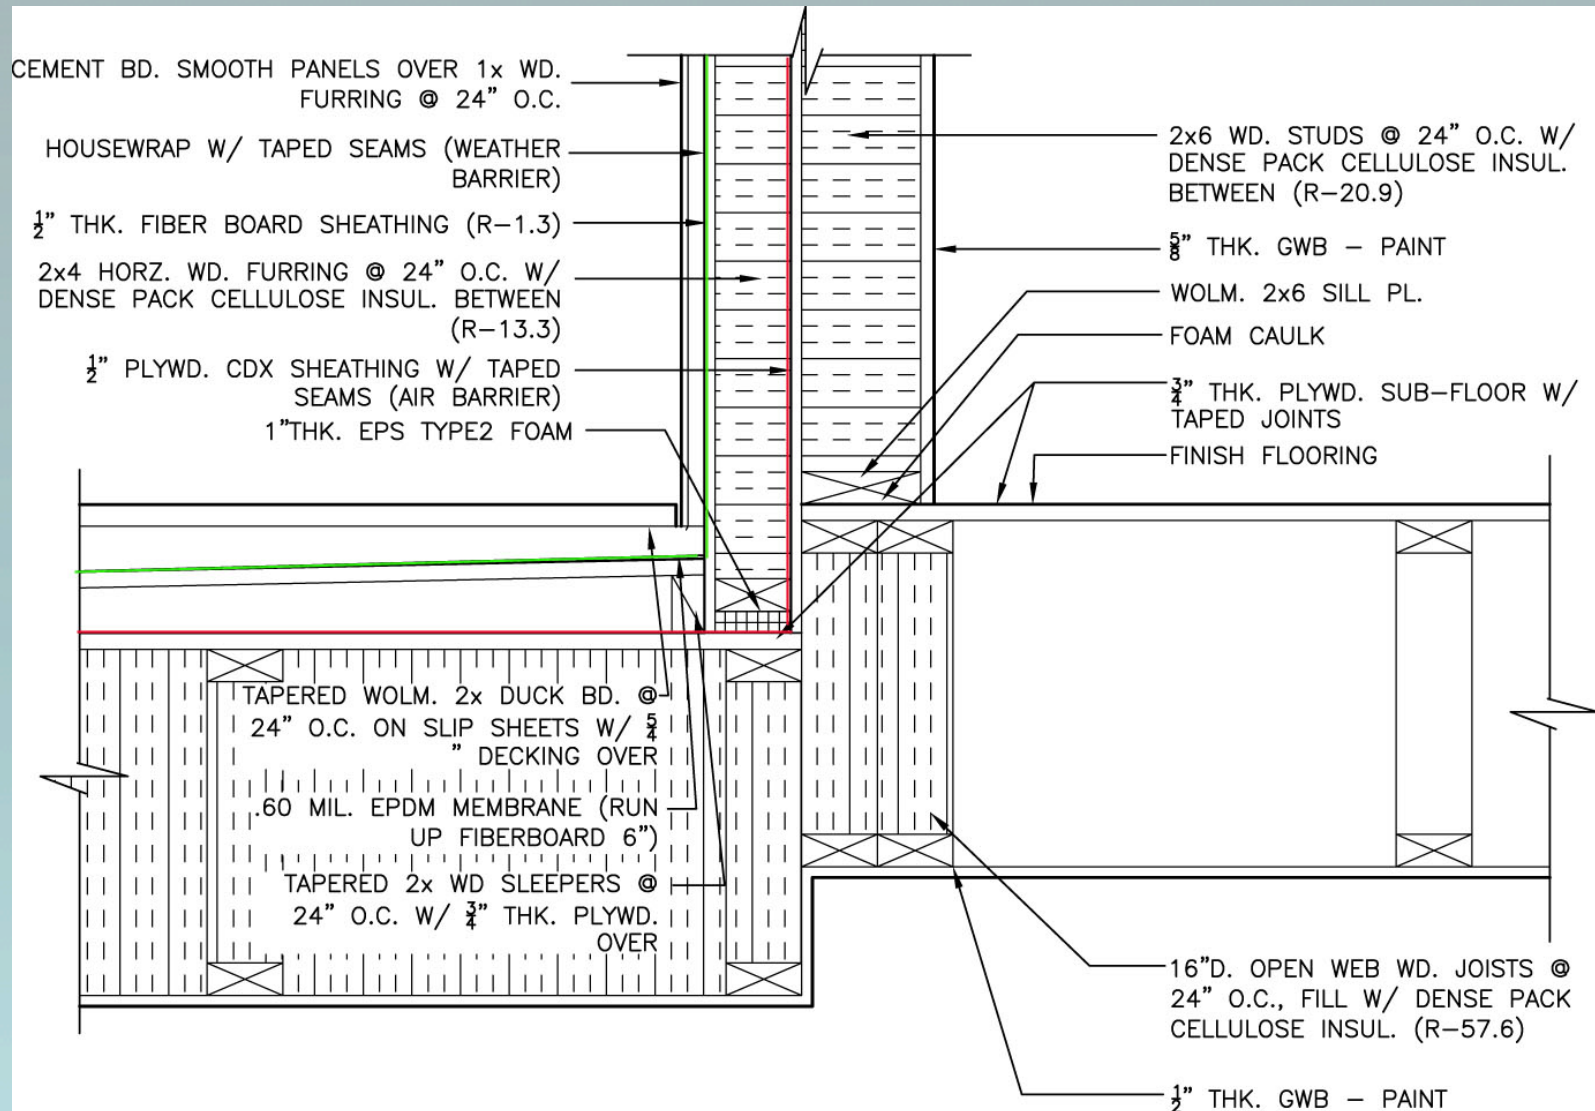 CEMENT BD. SMOOTH PANELS OVER 1x WD.
FURRING @ 24" O.C.
HOUSEWRAP W/ TAPED SEAMS (WEATHER
BARRIER)
½" THK. FIBER BOARD SHEATHING (R-1.3)
2x4 HORZ. WD. FURRING @ 24" O.C. W/
DENSE PACK CELLULOSE INSUL. BETWEEN
(R-13.3)
½" PLYWD. CDX SHEATHING W/ TAPED
SEAMS (AIR BARRIER)
1"THK. EPS TYPE2 FOAM
TAPERED WOLM. 2x DUCK BD. @
24" O.C. ON SLIP SHEETS W/ 5/4
" DECKING OVER
.60 MIL. EPDM MEMBRANE (RUN
UP FIBERBOARD 6")
TAPERED 2x WD SLEEPERS @
24" O.C. W/ ¾" THK. PLYWD.
OVER
2x6 WD. STUDS @ 24" O.C. W/
DENSE PACK CELLULOSE INSUL.
BETWEEN (R-20.9)
⅝" THK. GWB - PAINT
WOLM. 2x6 SILL PL.
FOAM CAULK
¾" THK. PLYWD. SUB-FLOOR W/
TAPED JOINTS
FINISH FLOORING
16"D. OPEN WEB WD. JOISTS @
24" O.C., FILL W/ DENSE PACK
CELLULOSE INSUL. (R-57.6)
½" THK. GWB - PAINT